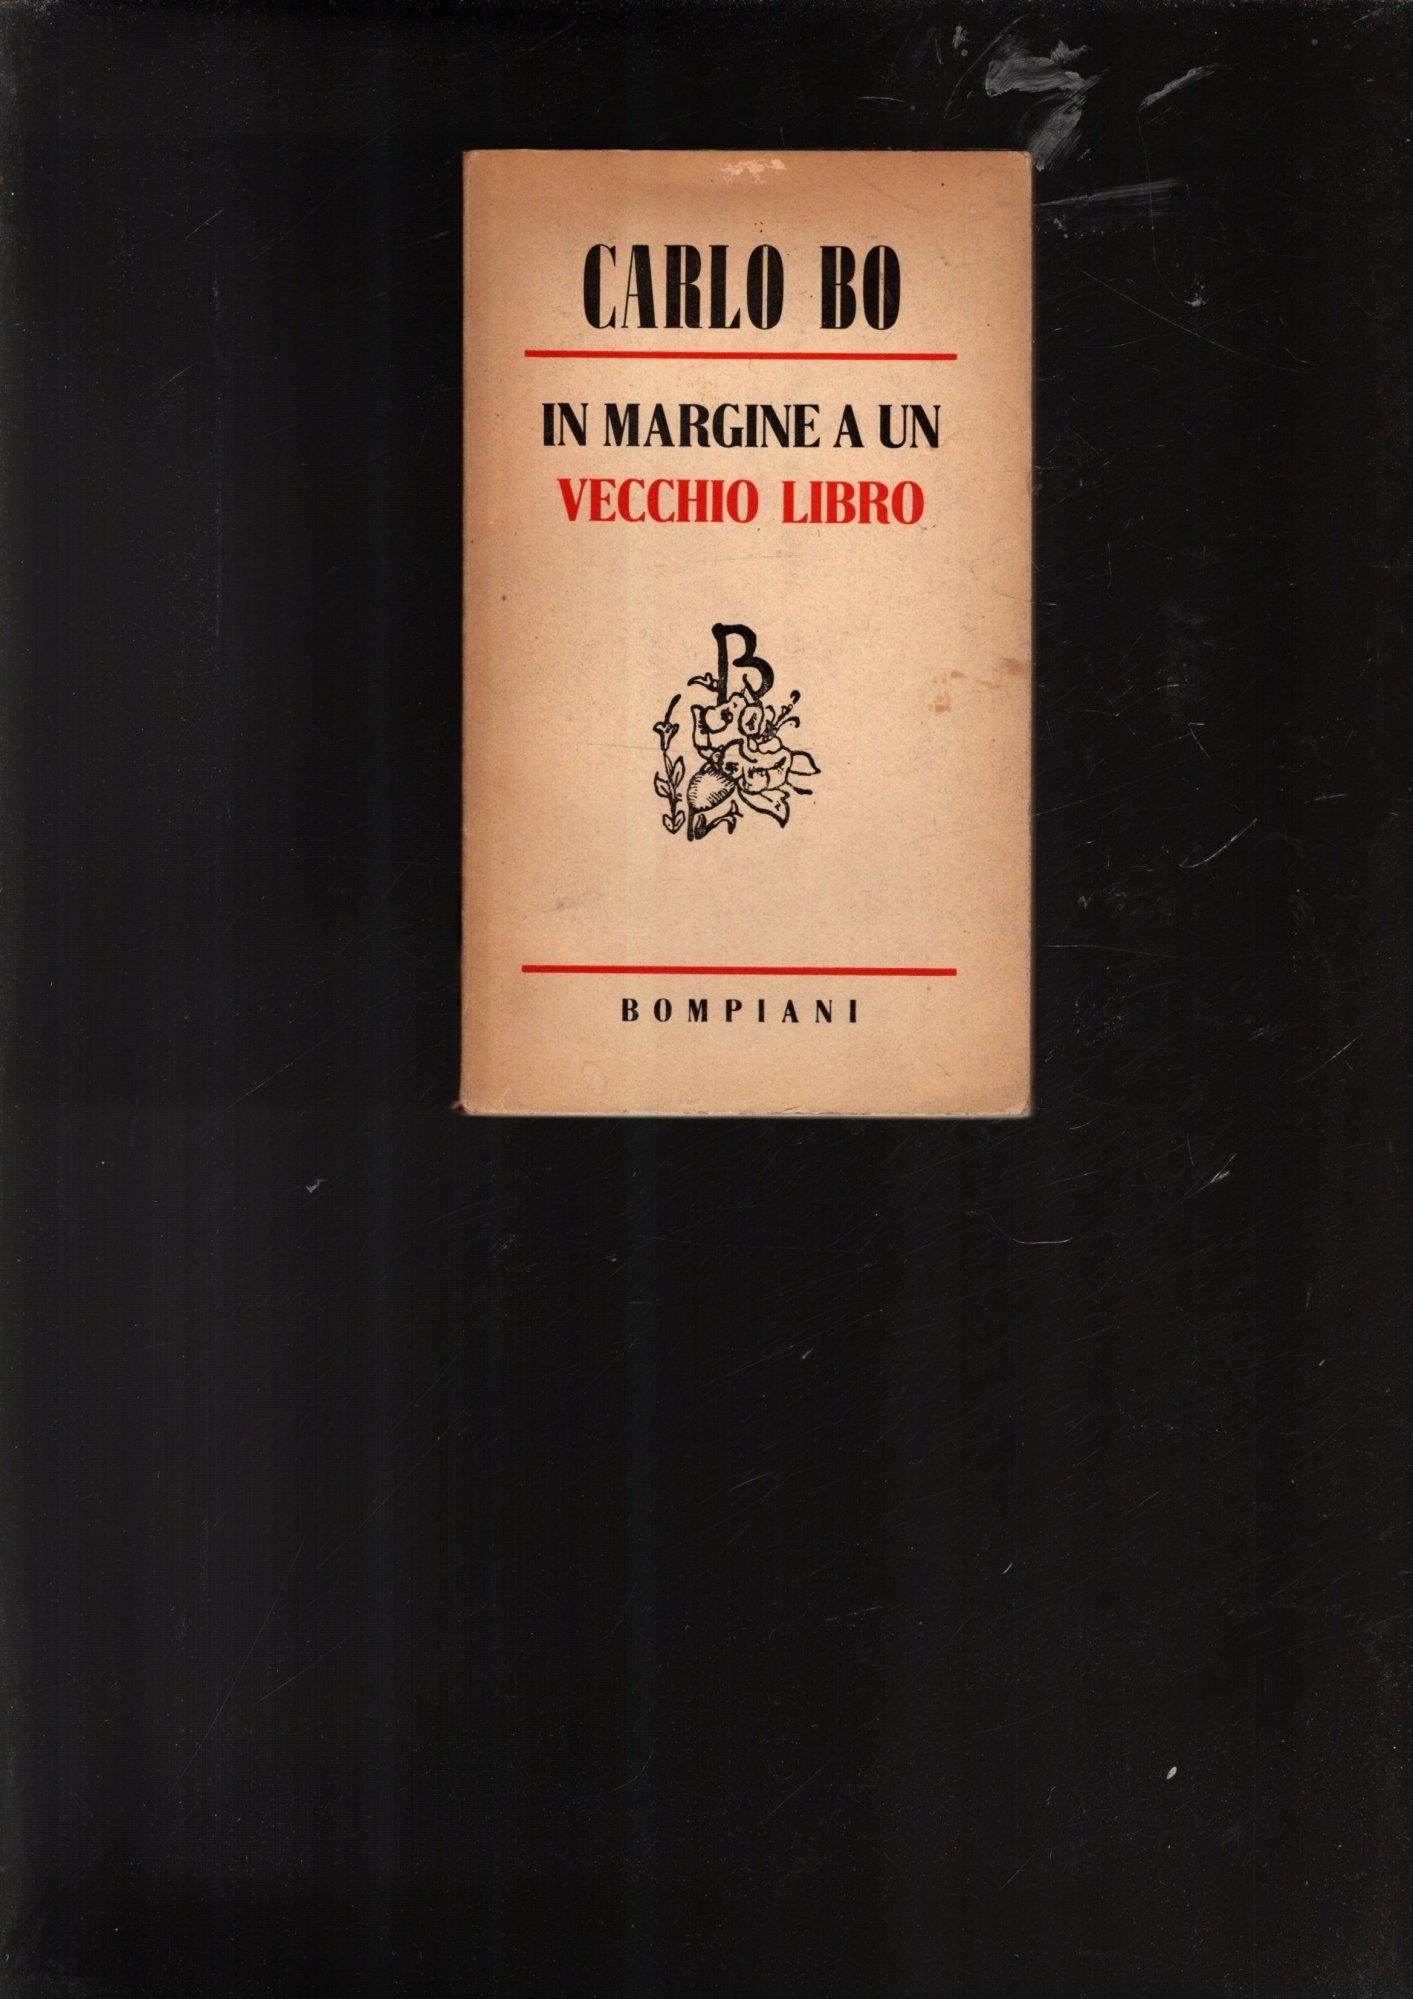 CARLO BO
IN MARGINE A UN
VECCHIO LIBRO
B
BOMPIANI